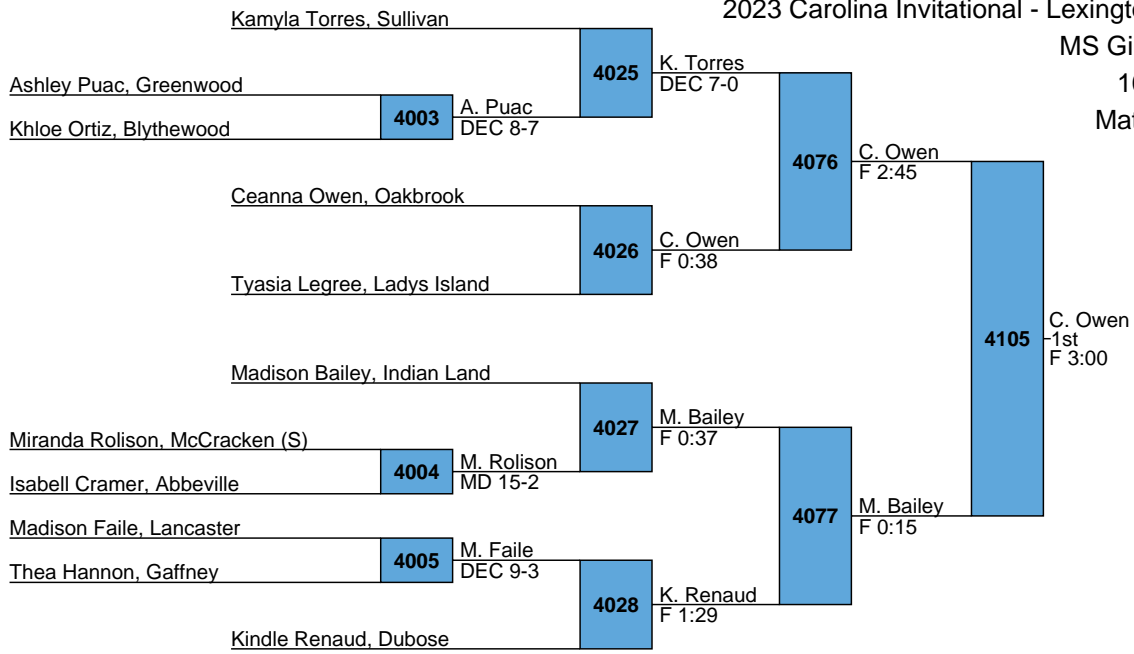 2023 Carolina Invitational -
MS
Kamyla Torres, Sullivan
4025
K. Torres
DEC 7-0
Ashley Puac, Greenwood
4003
A. Puac
DEC 8-7
Khloe Ortiz, Blythewood
4076
C. Owen
F 2:45
Ceanna Owen, Oakbrook
4026
C. Owen
F 0:38
Tyasia Legree, Ladys Island
4105
C. Owen
1st
F 3:00
Madison Bailey, Indian Land
4027
M. Bailey
F 0:37
Miranda Rolison, McCracken (S)
4004
M. Rolison
MD 15-2
Isabell Cramer, Abbeville
4077
M. Bailey
F 0:15
Madison Faile, Lancaster
4005
M. Faile
DEC 9-3
Thea Hannon, Gaffney
4028
K. Renaud
F 1:29
Kindle Renaud, Dubose